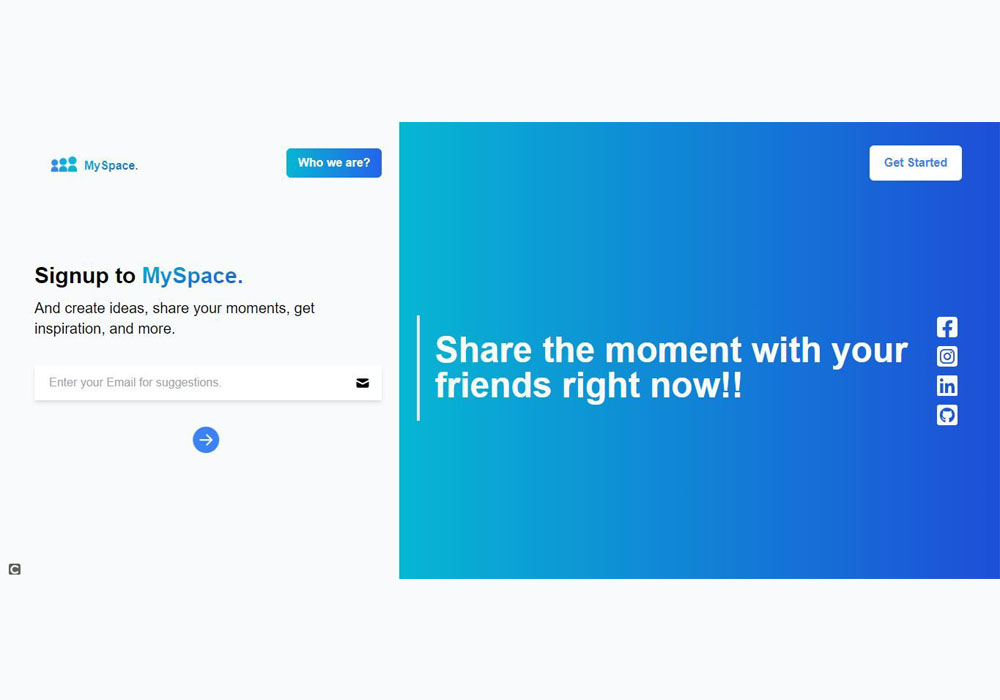 MySpace.
Who we are?
Signup to MySpace.
And create ideas, share your moments, get
inspiration, and more.
Enter your Email for suggestions.
Get Started
Share the moment with your
friends right now!!